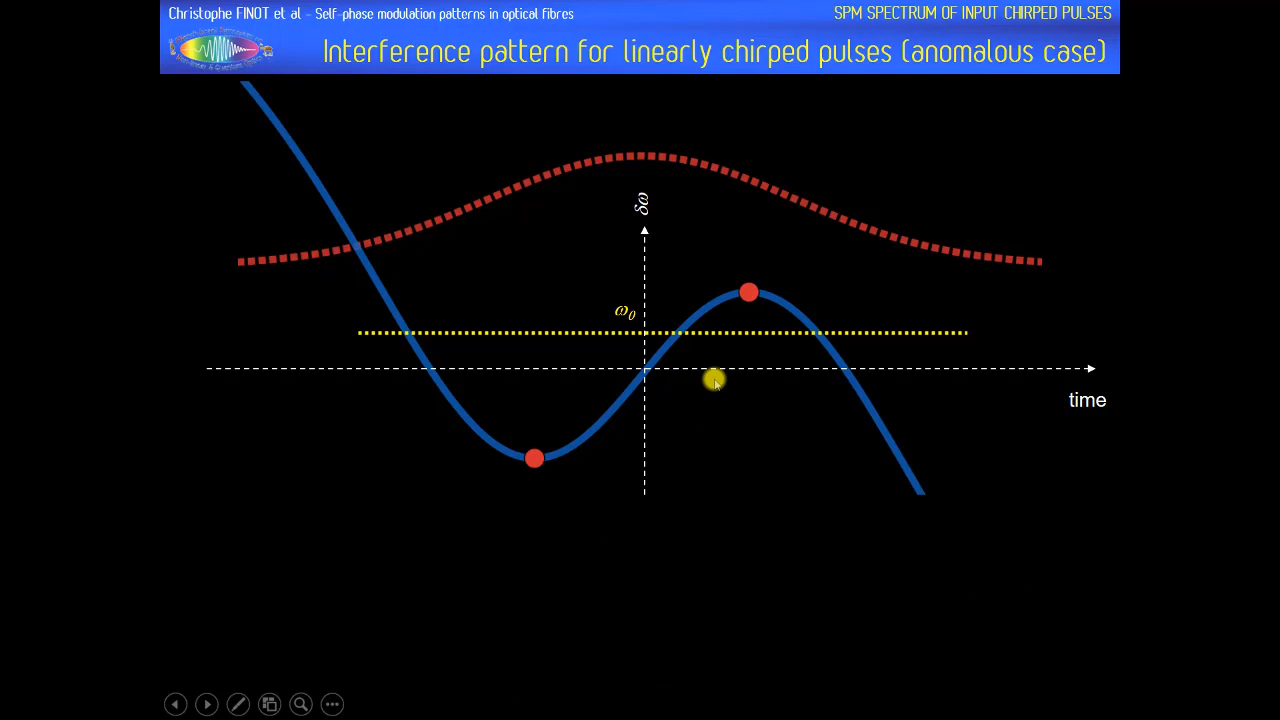 Christophe FINOT et al – Self-phase modulation patterns in optical fibres
SPM SPECTRUM OF INPUT CHIRPED PULSES
Interference pattern for linearly chirped pulses (anomalous case)
δω
ω0
time